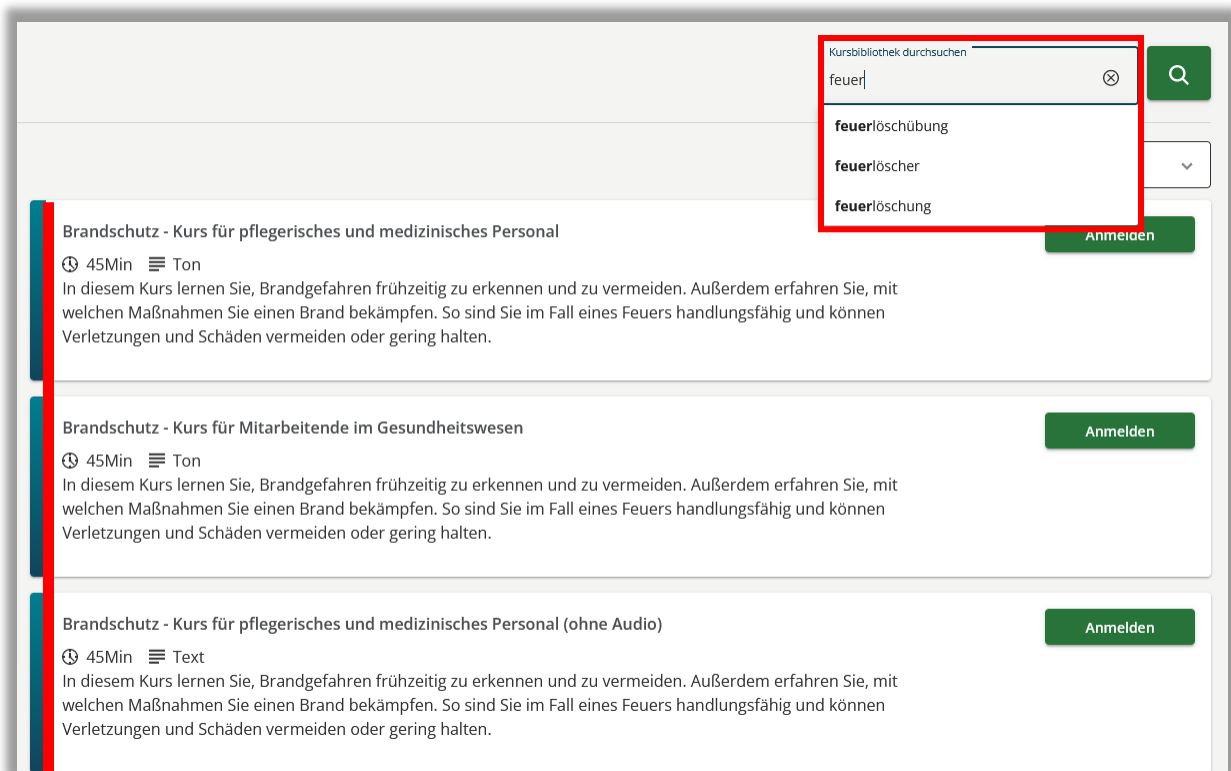 Kursbibliothek durchsuchen
feuer
feuerlöschübung
feuerlöscher
feuerlöschung
Brandschutz - Kurs für pflegerisches und medizinisches Personal
Anmelden
45Min Ton
In diesem Kurs lernen Sie, Brandgefahren frühzeitig zu erkennen und zu vermeiden. Außerdem erfahren Sie, mit
welchen Maßnahmen Sie einen Brand bekämpfen. So sind Sie im Fall eines Feuers handlungsfähig und können
Verletzungen und Schäden vermeiden oder gering halten.
Brandschutz - Kurs für Mitarbeitende im Gesundheitswesen
Anmelden
45Min Ton
In diesem Kurs lernen Sie, Brandgefahren frühzeitig zu erkennen und zu vermeiden. Außerdem erfahren Sie, mit
welchen Maßnahmen Sie einen Brand bekämpfen. So sind Sie im Fall eines Feuers handlungsfähig und können
Verletzungen und Schäden vermeiden oder gering halten.
Brandschutz - Kurs für pflegerisches und medizinisches Personal (ohne Audio)
Anmelden
45Min Text
In diesem Kurs lernen Sie, Brandgefahren frühzeitig zu erkennen und zu vermeiden. Außerdem erfahren Sie, mit
welchen Maßnahmen Sie einen Brand bekämpfen. So sind Sie im Fall eines Feuers handlungsfähig und können
Verletzungen und Schäden vermeiden oder gering halten.